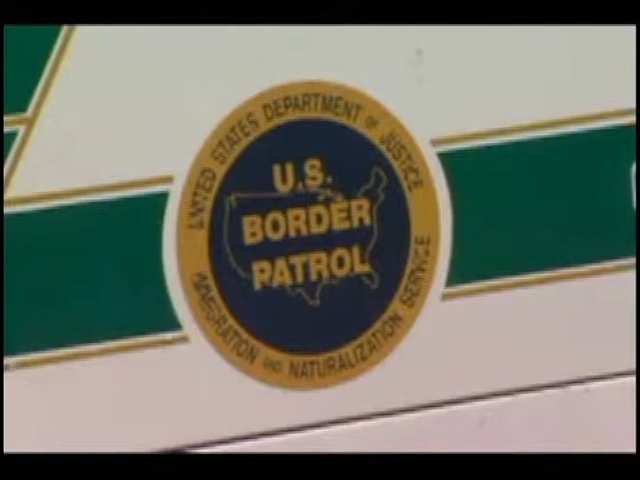 UNITED STATES DEPARTMENT OF JUSTICE
U.S.
BORDER
PATROL
IMMIGRATION AND NATURALIZATION SERVICE